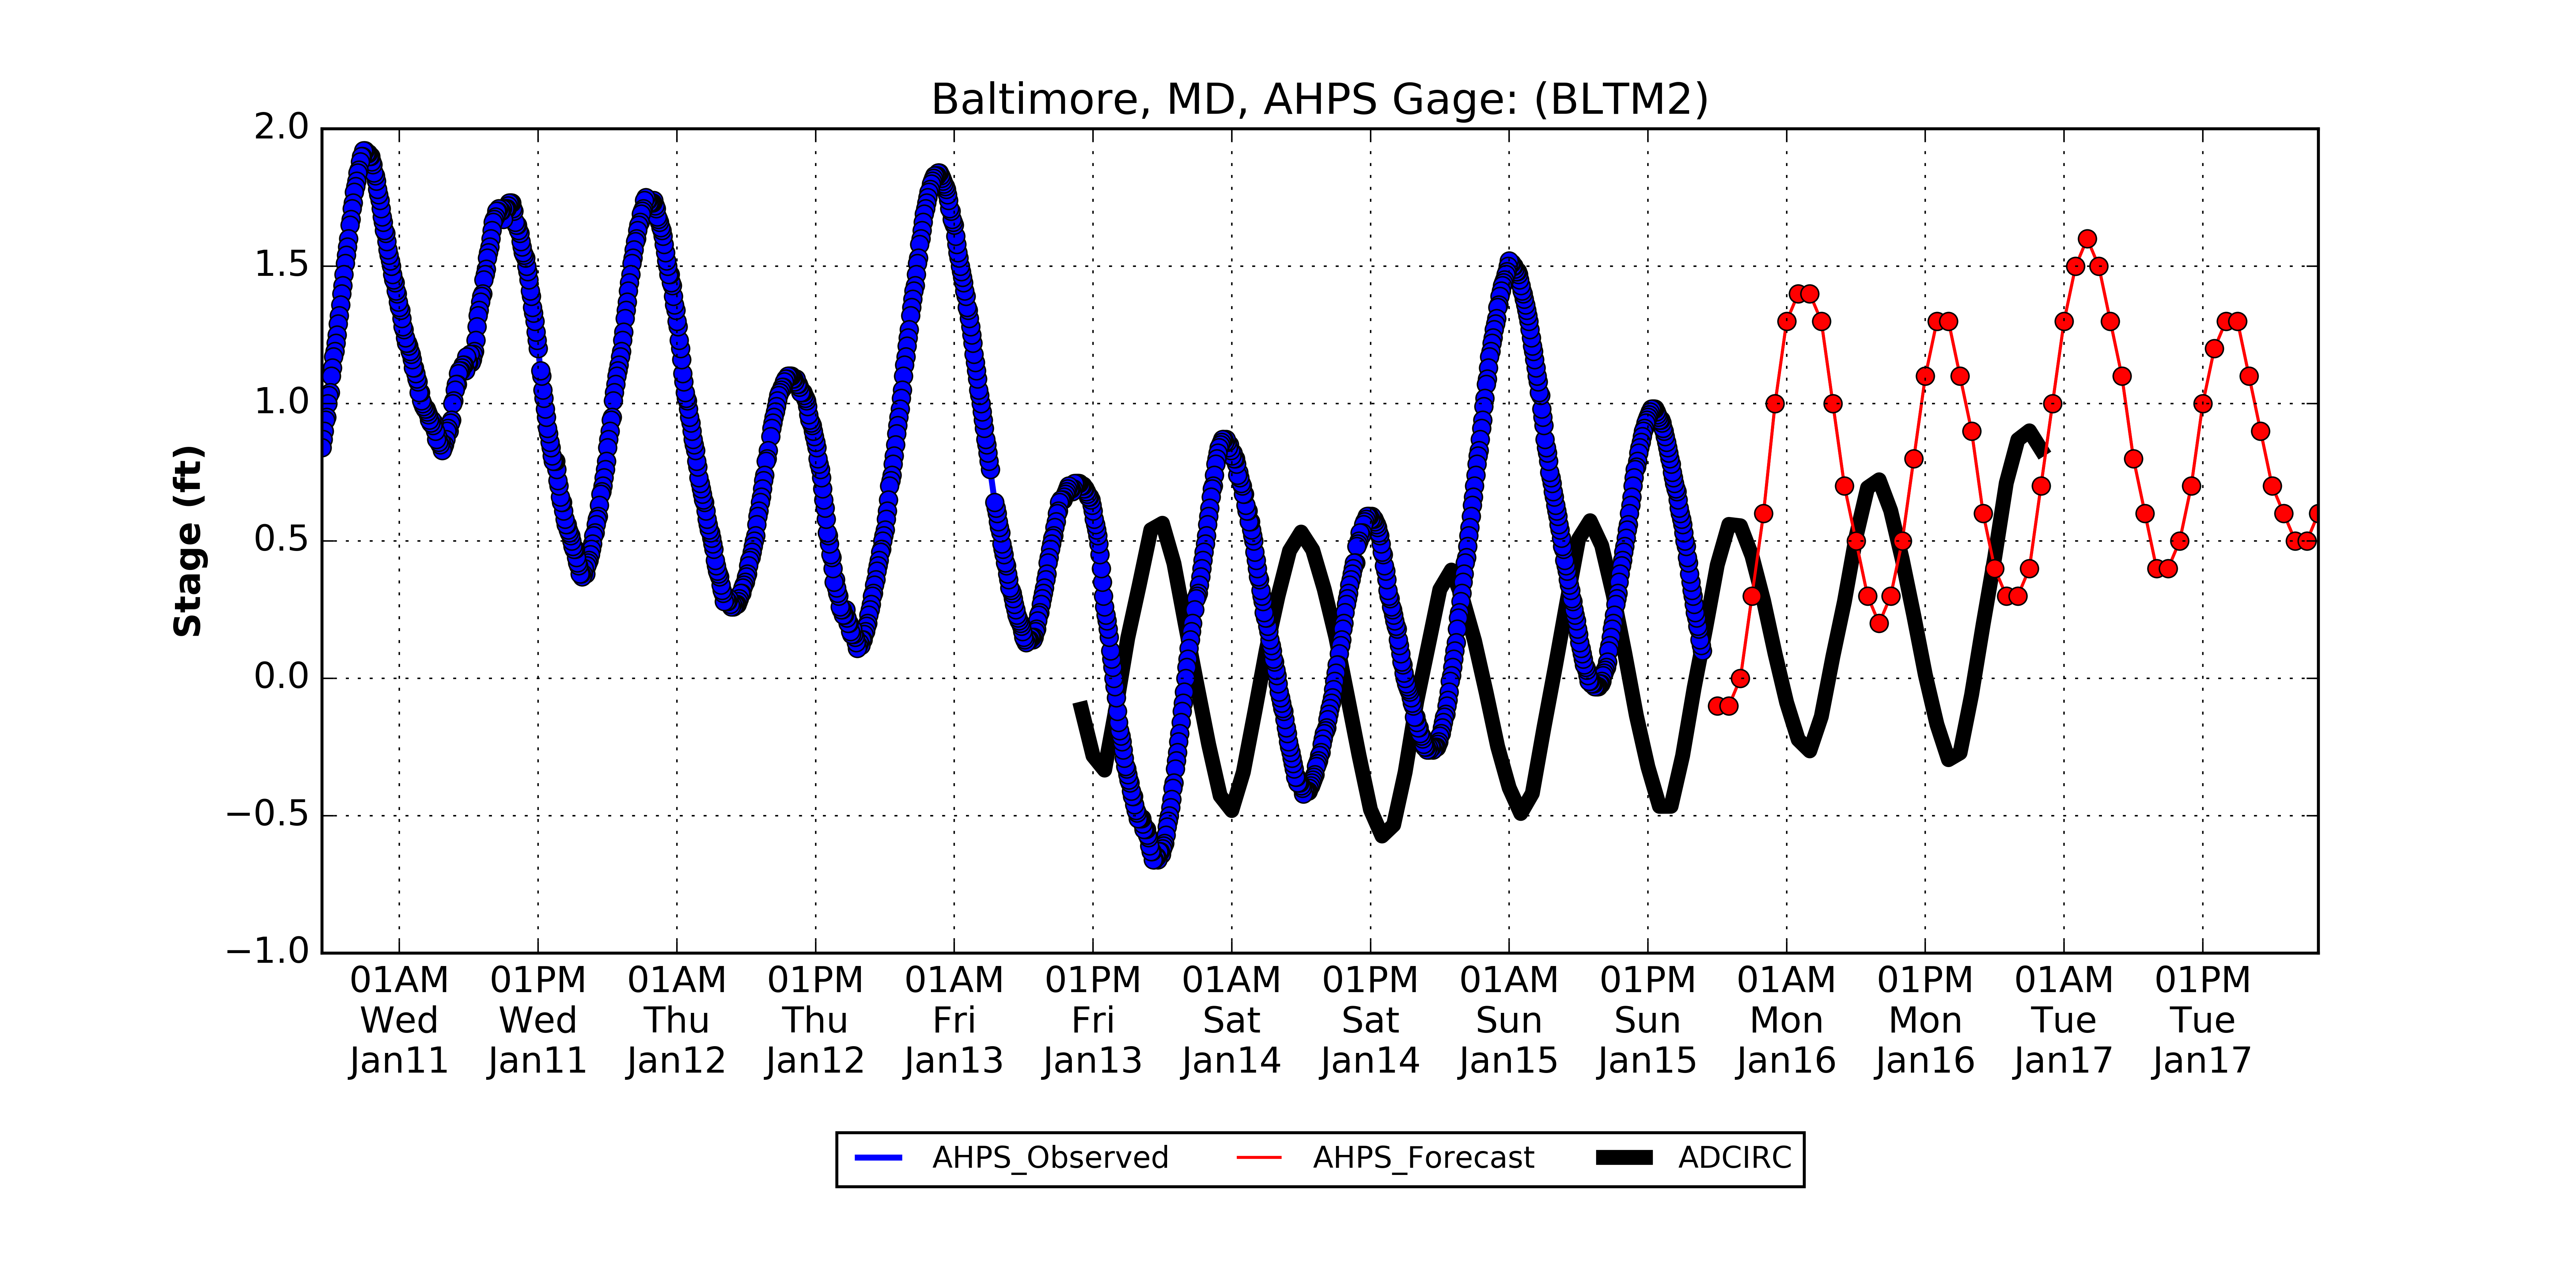 Baltimore, MD, AHPS Gage: (BLTM2)
2.0
1.5
1.0
0.5
0.0
−0.5
−1.0
Stage (ft)
01AM 01PM 01AM 01PM 01AM 01PM 01AM 01PM 01AM 01PM 01AM 01PM 01AM 01PM
Wed Wed Thu Thu Fri Fri Sat Sat Sun Sun Mon Mon Tue Tue
Jan11 Jan11 Jan12 Jan12 Jan13 Jan13 Jan14 Jan14 Jan15 Jan15 Jan16 Jan16 Jan17 Jan17
AHPS_Observed AHPS_Forecast ADCIRC